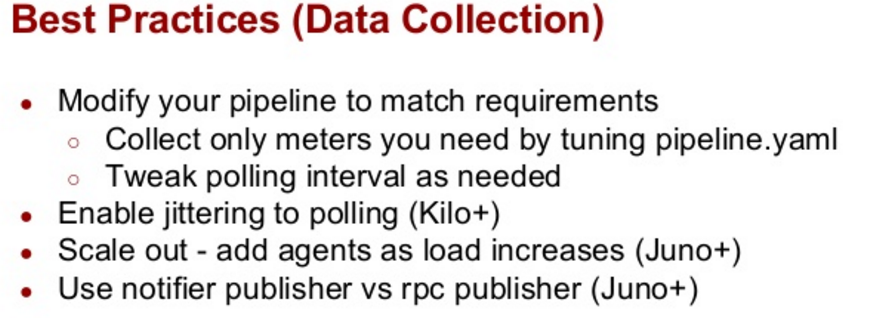 Best Practices (Data Collection)
• Modify your pipeline to match requirements
○ Collect only meters you need by tuning pipeline.yaml
○ Tweak polling interval as needed
• Enable jittering to polling (Kilo+)
• Scale out - add agents as load increases (Juno+)
• Use notifier publisher vs rpc publisher (Juno+)